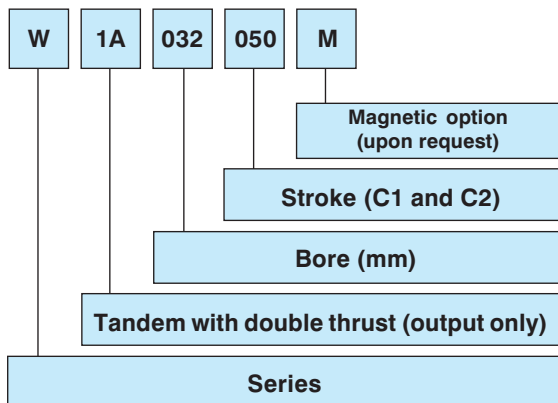 W 1A 032 050 M
Magnetic option
(upon request)
Stroke (C1 and C2)
Bore (mm)
Tandem with double thrust (output only)
Series